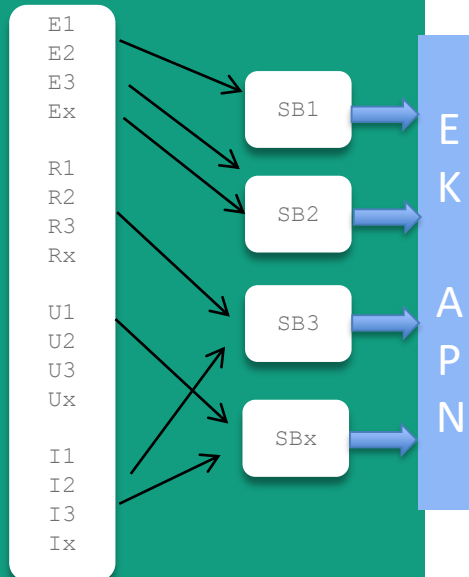 E1
E2
E3
Ex
R1
R2
R3
Rx
U1
U2
U3
Ux
I1
I2
I3
Ix
SB1
SB2
SB3
SBx
E
K
A
P
N